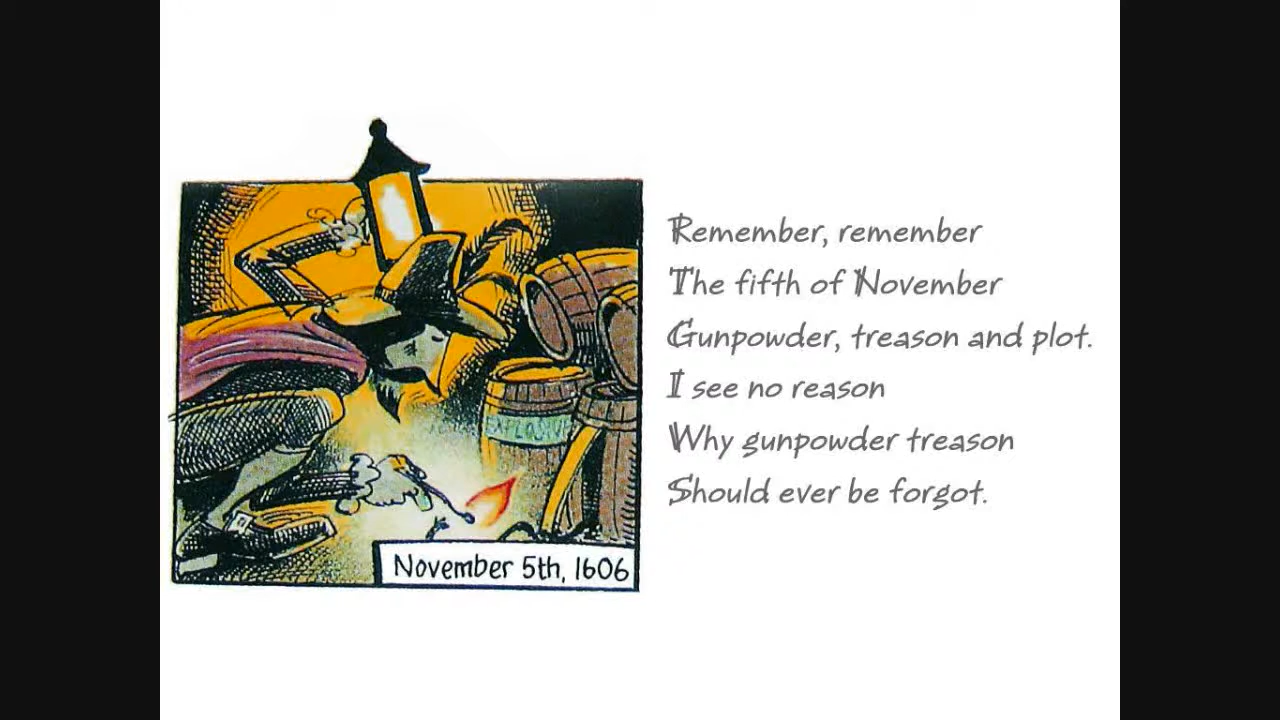 Remember, remember
The fifth of November
Gunpowder, treason and plot.
I see no reason
Why gunpowder treason
Should ever be forgot.
EXPLOSIVE
November 5th, 1606